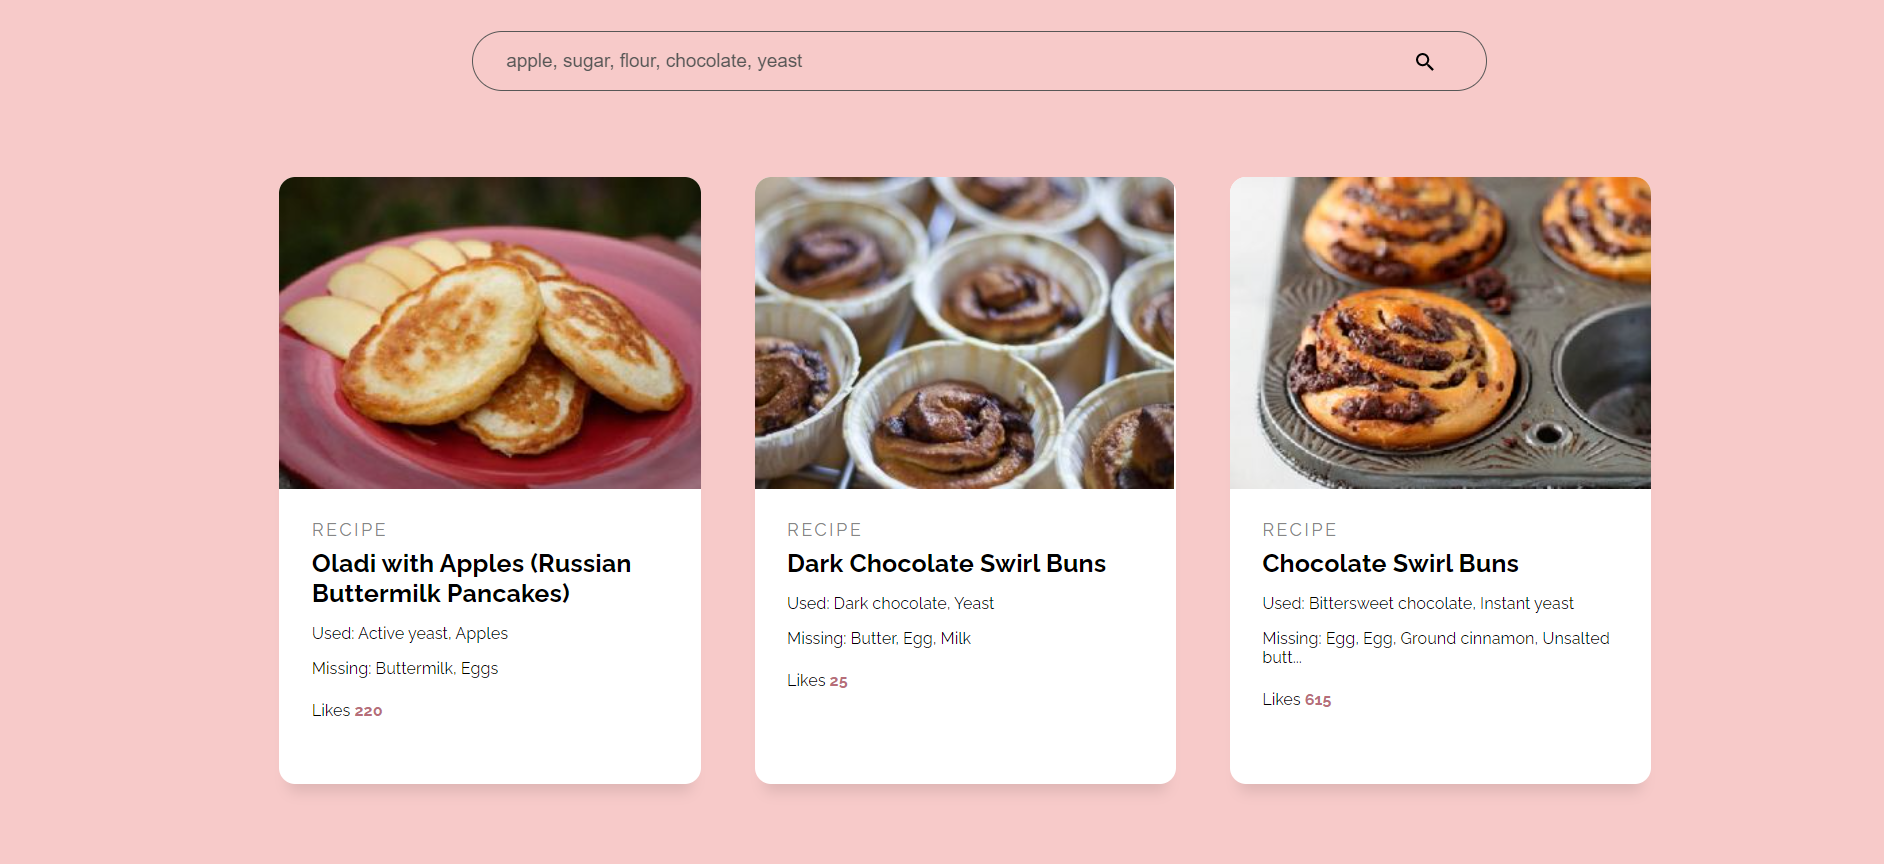 apple, sugar, flour, chocolate, yeast
RECIPE
Oladi with Apples (Russian
Buttermilk Pancakes)
Used: Active yeast, Apples
Missing: Buttermilk, Eggs
Likes 220
RECIPE
Dark Chocolate Swirl Buns
Used: Dark chocolate, Yeast
Missing: Butter, Egg, Milk
Likes 25
RECIPE
Chocolate Swirl Buns
Used: Bittersweet chocolate, Instant yeast
Missing: Egg, Egg, Ground cinnamon, Unsalted
butt...
Likes 615